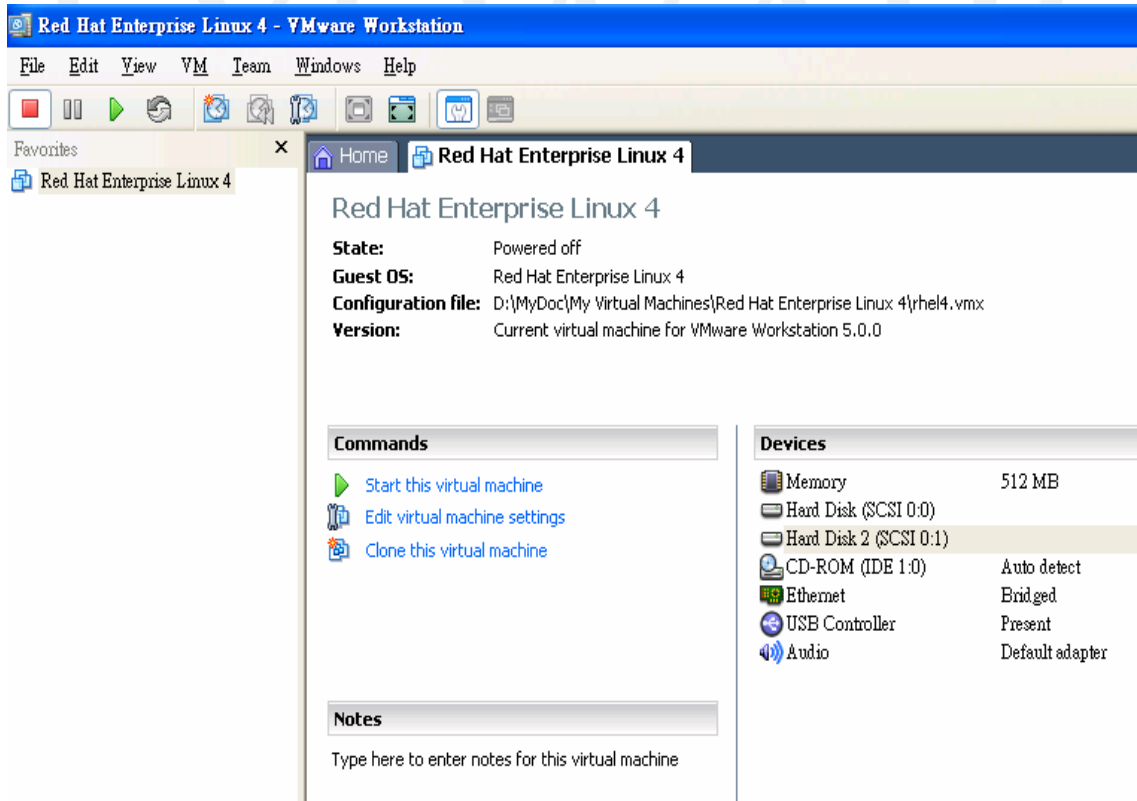 Red Hat Enterprise Linux 4 - VMware Workstation
File Edit View VM Team Windows Help
Favorites x
Red Hat Enterprise Linux 4
Home Red Hat Enterprise Linux 4
Red Hat Enterprise Linux 4
State: Powered off
Guest OS: Red Hat Enterprise Linux 4
Configuration file: D:\MyDoc\My Virtual Machines\Red Hat Enterprise Linux 4\rhel4.vmx
Version: Current virtual machine for VMware Workstation 5.0.0
Commands
Start this virtual machine
Edit virtual machine settings
Clone this virtual machine
Devices
Memory 512 MB
Hard Disk (SCSI 0:0)
Hard Disk 2 (SCSI 0:1)
CD-ROM (IDE 1:0) Auto detect
Ethernet Bridged
USB Controller Present
Audio Default adapter
Notes
Type here to enter notes for this virtual machine